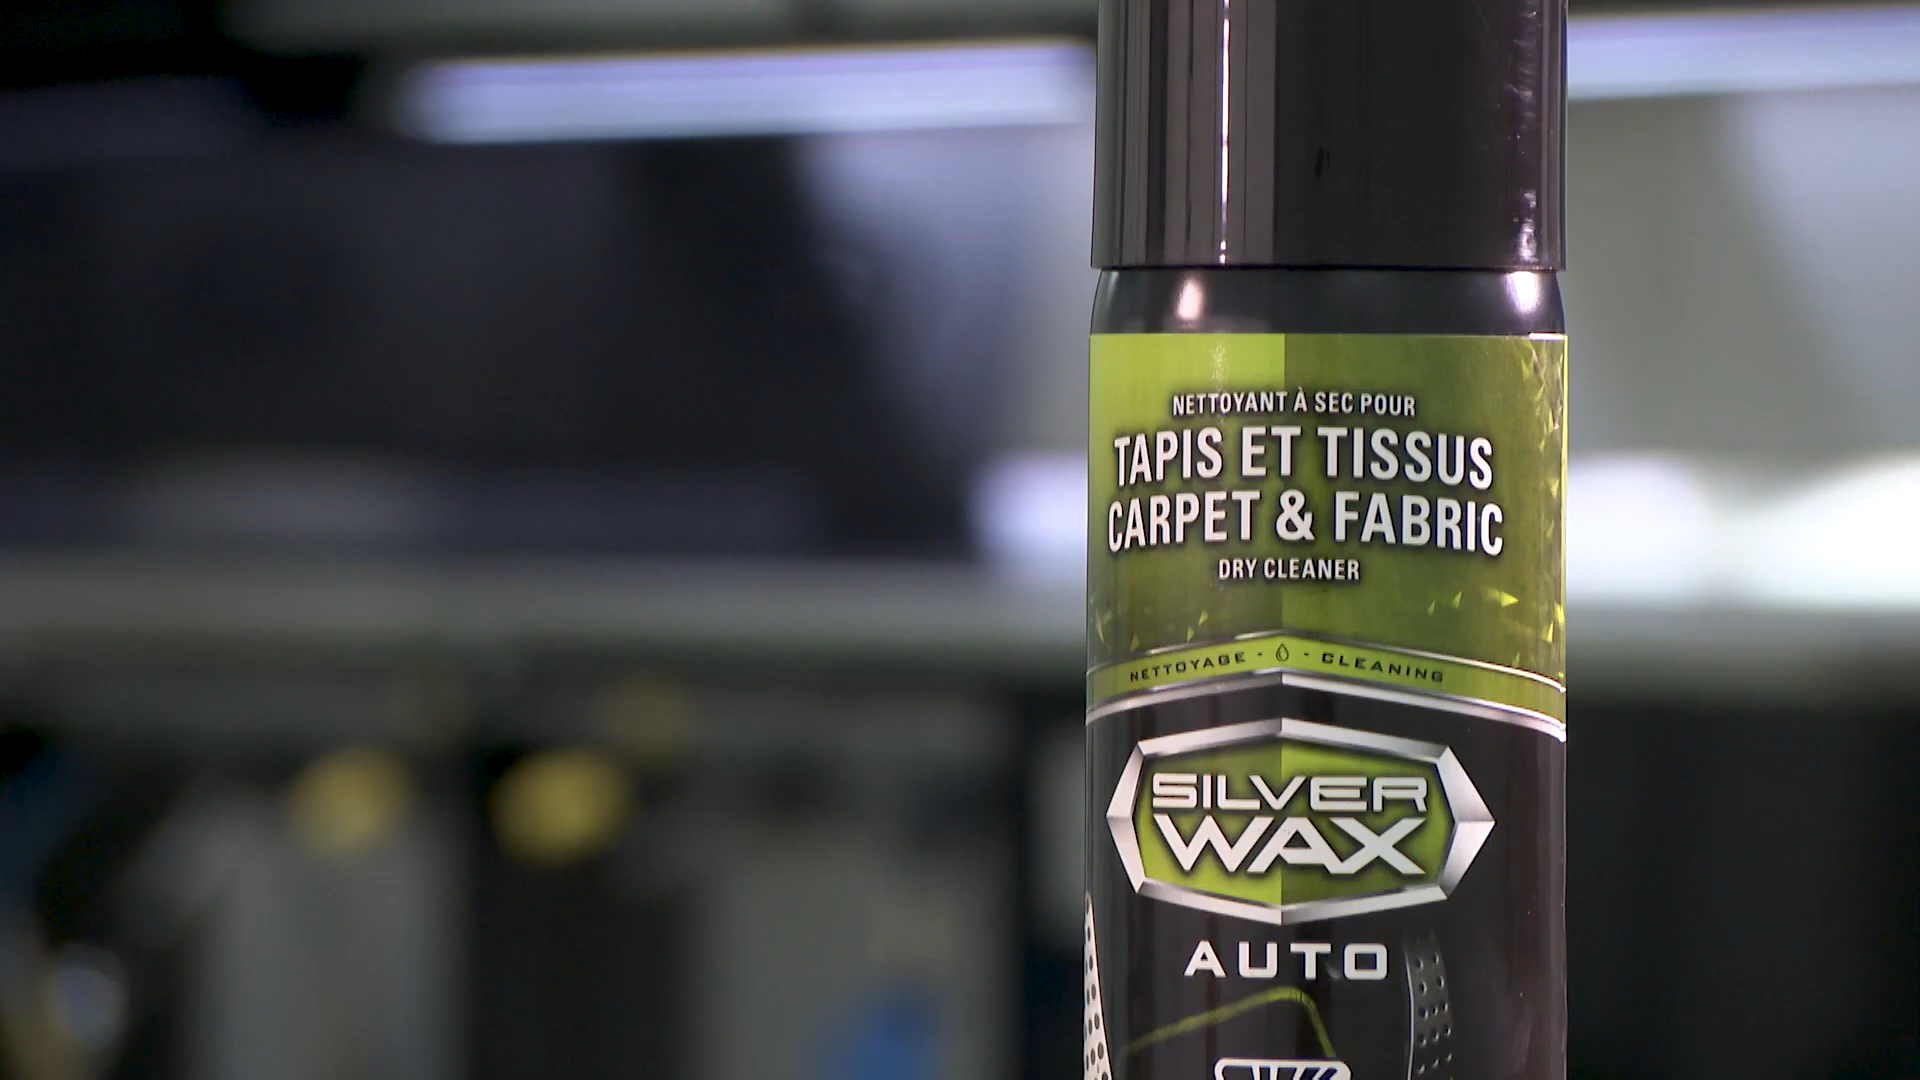 NETTOYANT À SEC POUR
TAPIS ET TISSUS
CARPET & FABRIC
DRY CLEANER
NETTOYAGE - CLEANING
SILVER
WAX
AUTO